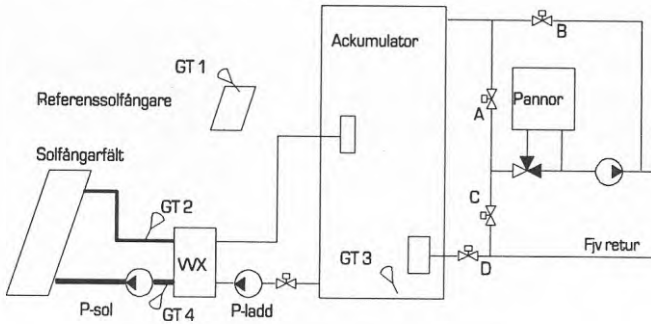 Ackumulator
B
GT 1
Referenssolfångare
A
Pannor
Solfångarfält
GT 2
C
VVX
GT 3
Fjv retur
D
P-sol
GT 4
P-ladd